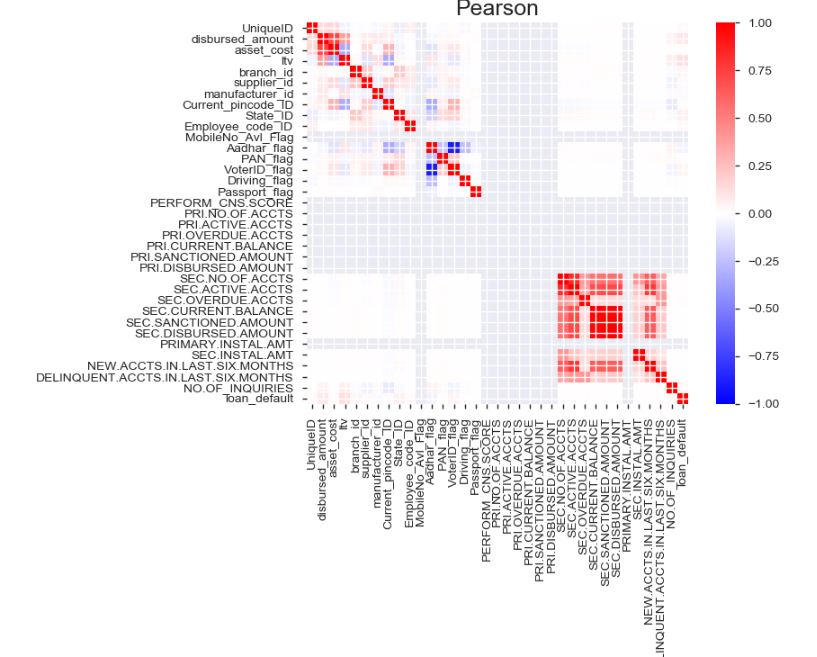 Pearson
UniqueID
disbursed_amount
asset_cost
ltv
branch_id
supplier_id
manufacturer_id
Current_pincode_ID
State_ID
Employee_code_ID
MobileNo_Avl_Flag
Aadhar_flag
PAN_flag
VoterID_flag
Driving_flag
Passport_flag
PERFORM_CNS.SCORE
PRI.NO.OF.ACCTS
PRI.ACTIVE.ACCTS
PRI.OVERDUE.ACCTS
PRI.CURRENT.BALANCE
PRI.SANCTIONED.AMOUNT
PRI.DISBURSED.AMOUNT
SEC.NO.OF.ACCTS
SEC.ACTIVE.ACCTS
SEC.OVERDUE.ACCTS
SEC.CURRENT.BALANCE
SEC.SANCTIONED.AMOUNT
SEC.DISBURSED.AMOUNT
PRIMARY.INSTAL.AMT
SEC.INSTAL.AMT
NEW.ACCTS.IN.LAST.SIX.MONTHS
DELINQUENT.ACCTS.IN.LAST.SIX.MONTHS
NO.OF_INQUIRIES
loan_default
1.00
0.75
0.50
0.25
0.00
−0.25
−0.50
−0.75
−1.00
UniqueID
disbursed_amount
asset_cost
ltv
branch_id
supplier_id
manufacturer_id
Current_pincode_ID
State_ID
Employee_code_ID
MobileNo_Avl_Flag
Aadhar_flag
PAN_flag
VoterID_flag
Driving_flag
Passport_flag
PERFORM_CNS.SCORE
PRI.NO.OF.ACCTS
PRI.ACTIVE.ACCTS
PRI.OVERDUE.ACCTS
PRI.CURRENT.BALANCE
PRI.SANCTIONED.AMOUNT
PRI.DISBURSED.AMOUNT
SEC.NO.OF.ACCTS
SEC.ACTIVE.ACCTS
SEC.OVERDUE.ACCTS
SEC.CURRENT.BALANCE
SEC.SANCTIONED.AMOUNT
SEC.DISBURSED.AMOUNT
PRIMARY.INSTAL.AMT
SEC.INSTAL.AMT
NEW.ACCTS.IN.LAST.SIX.MONTHS
LINQUENT.ACCTS.IN.LAST.SIX.MONTHS
NO.OF_INQUIRIES
loan_default